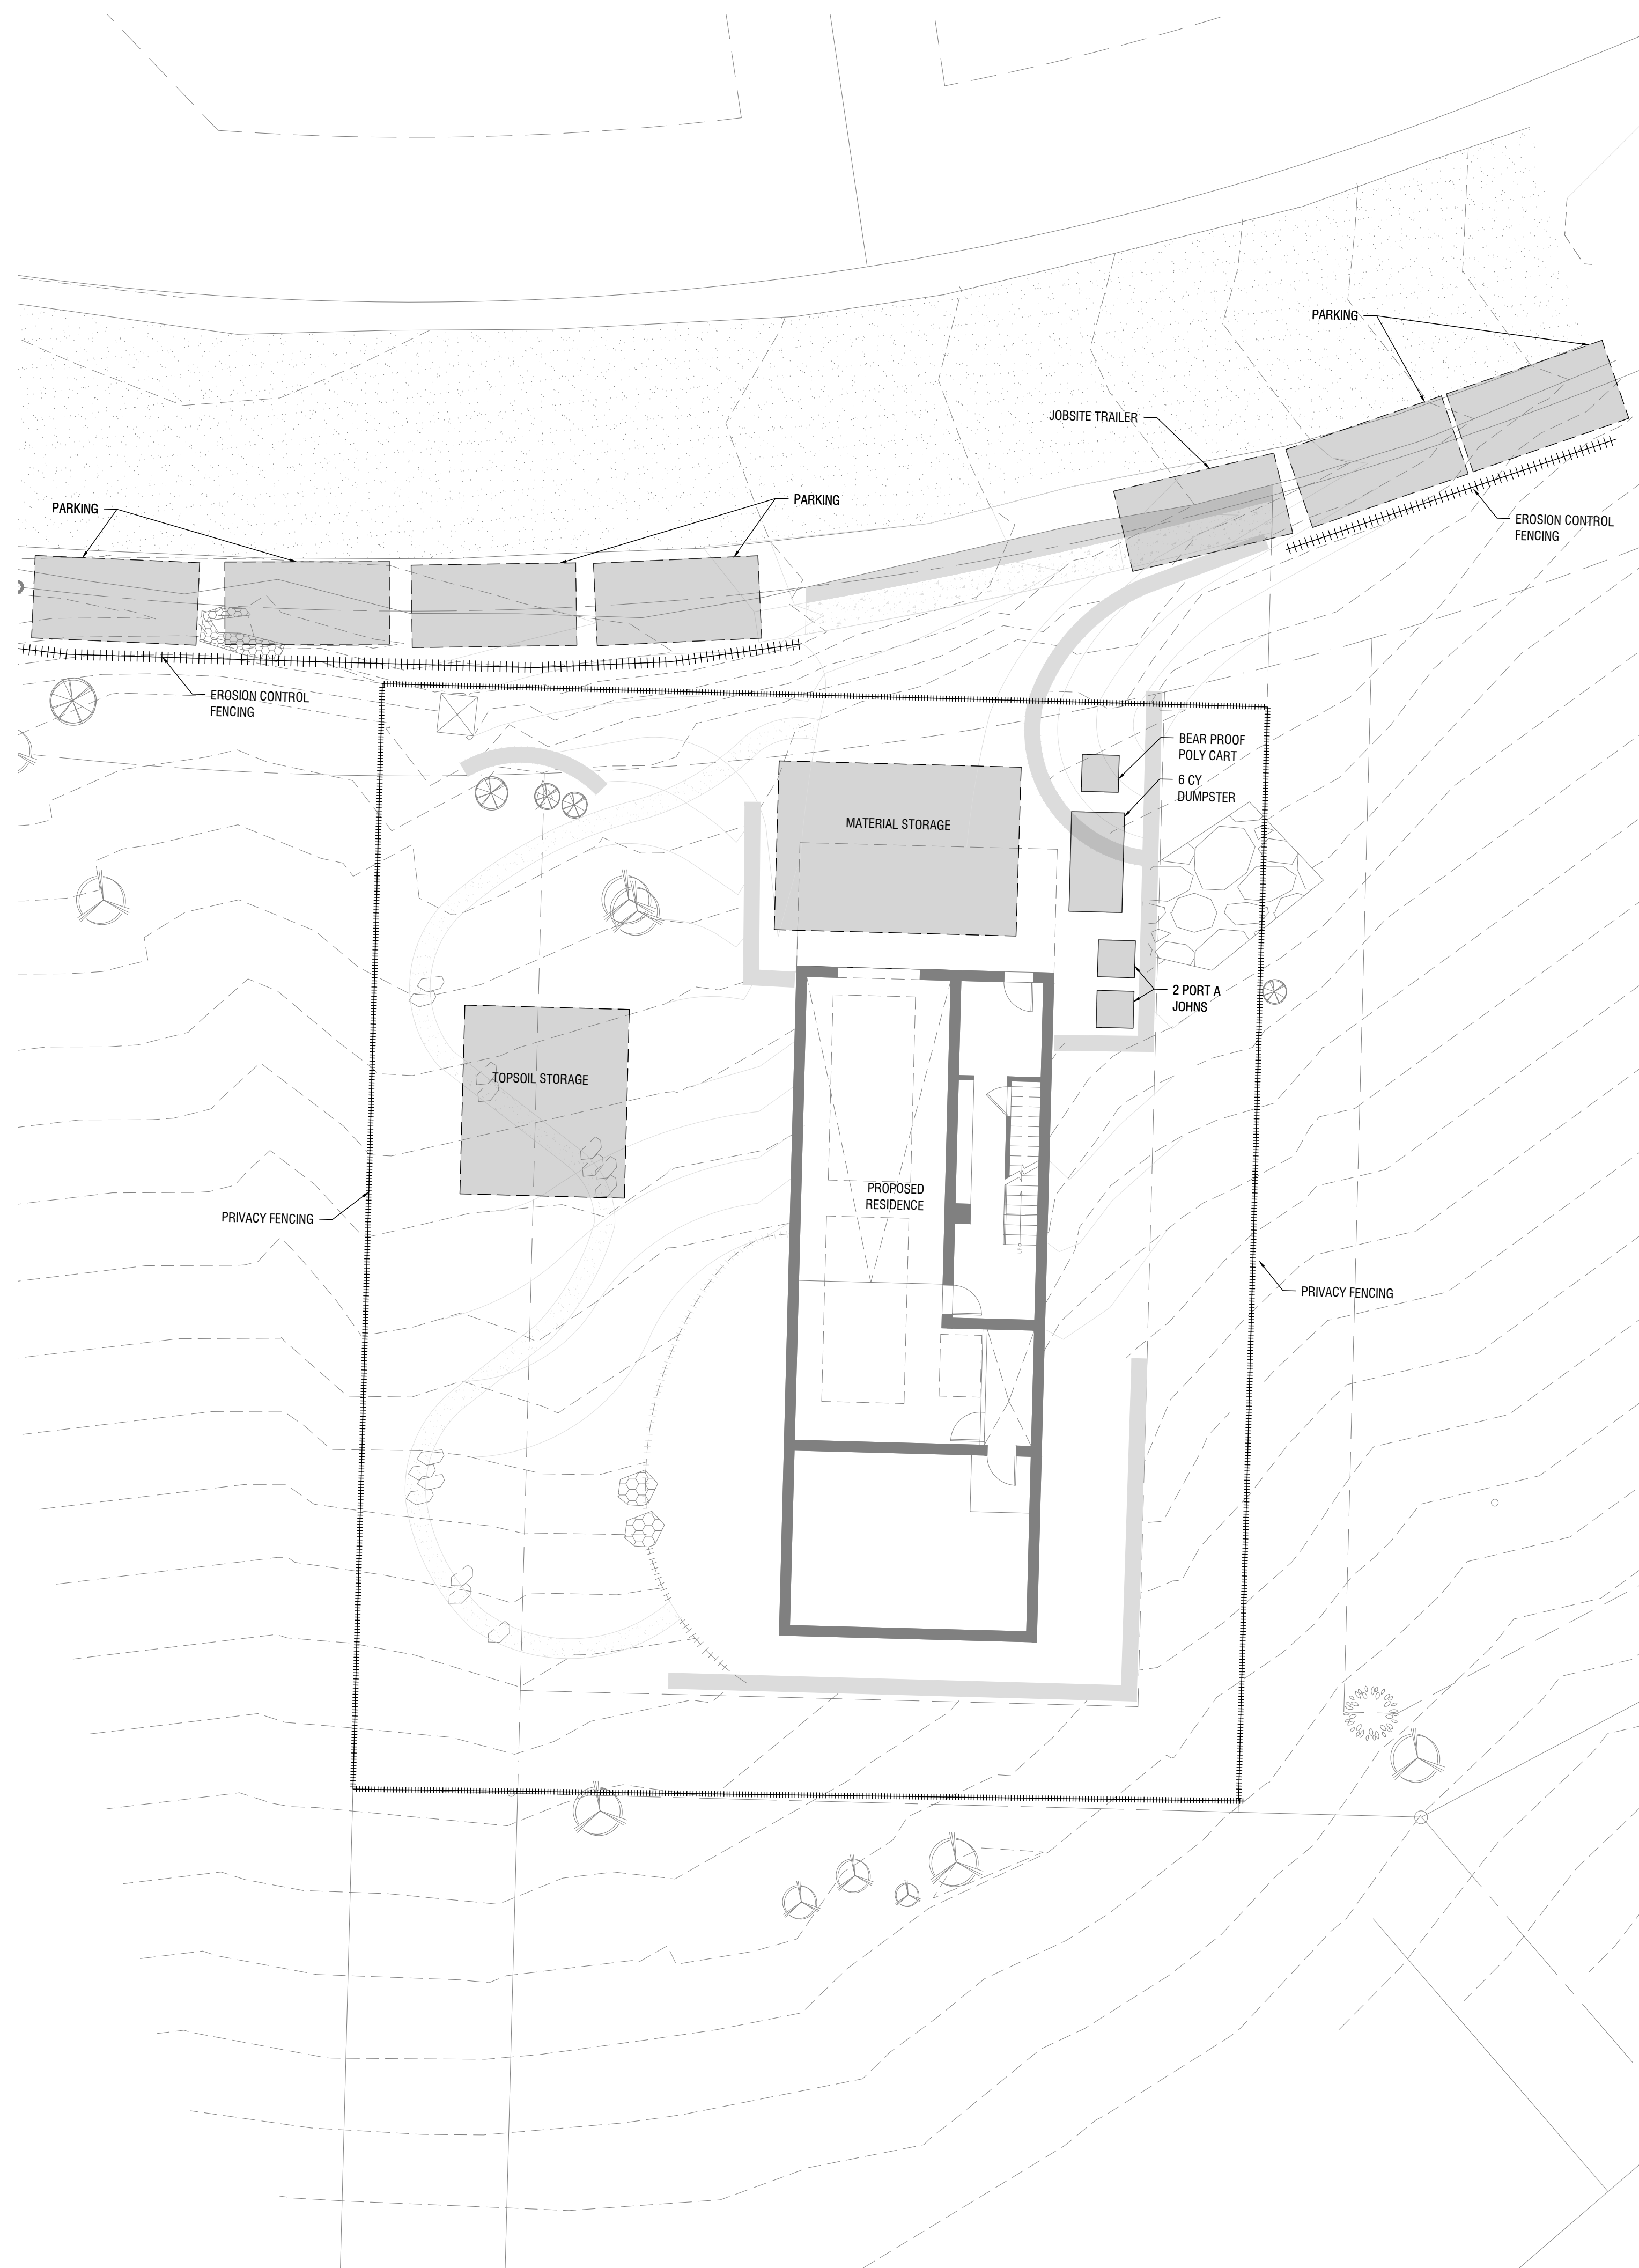 PARKING
JOBSITE TRAILER
PARKING
PARKING
EROSION CONTROL
FENCING
EROSION CONTROL
FENCING
BEAR PROOF
POLY CART
6 CY
DUMPSTER
MATERIAL STORAGE
2 PORT A
JOHNS
TOPSOIL STORAGE
PROPOSED
RESIDENCE
PRIVACY FENCING
PRIVACY FENCING